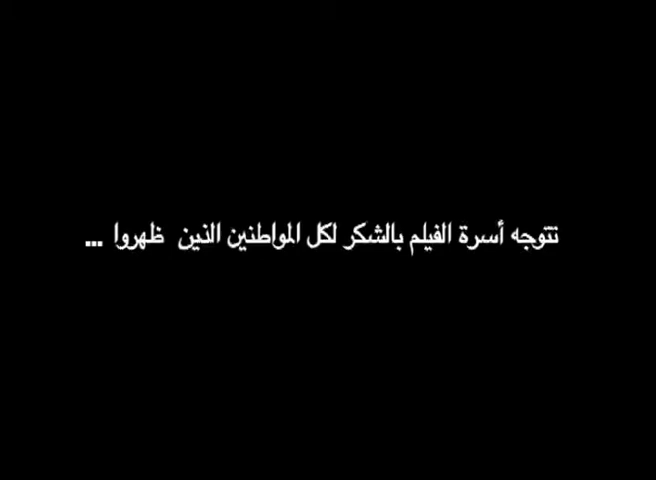 تتوجه أسرة الفيلم بالشكر لكل المواطنين الذين ظهروا ...